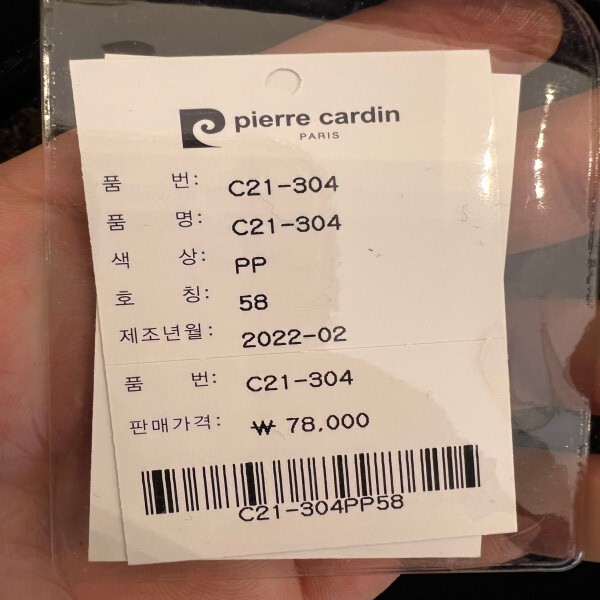 pierre cardin
PARIS
품 번: C21-304
품 명: C21-304
색 상: PP
호 칭: 58
제조년월: 2022-02
품 번: C21-304
판매가격: ₩ 78,000
C21-304PP58